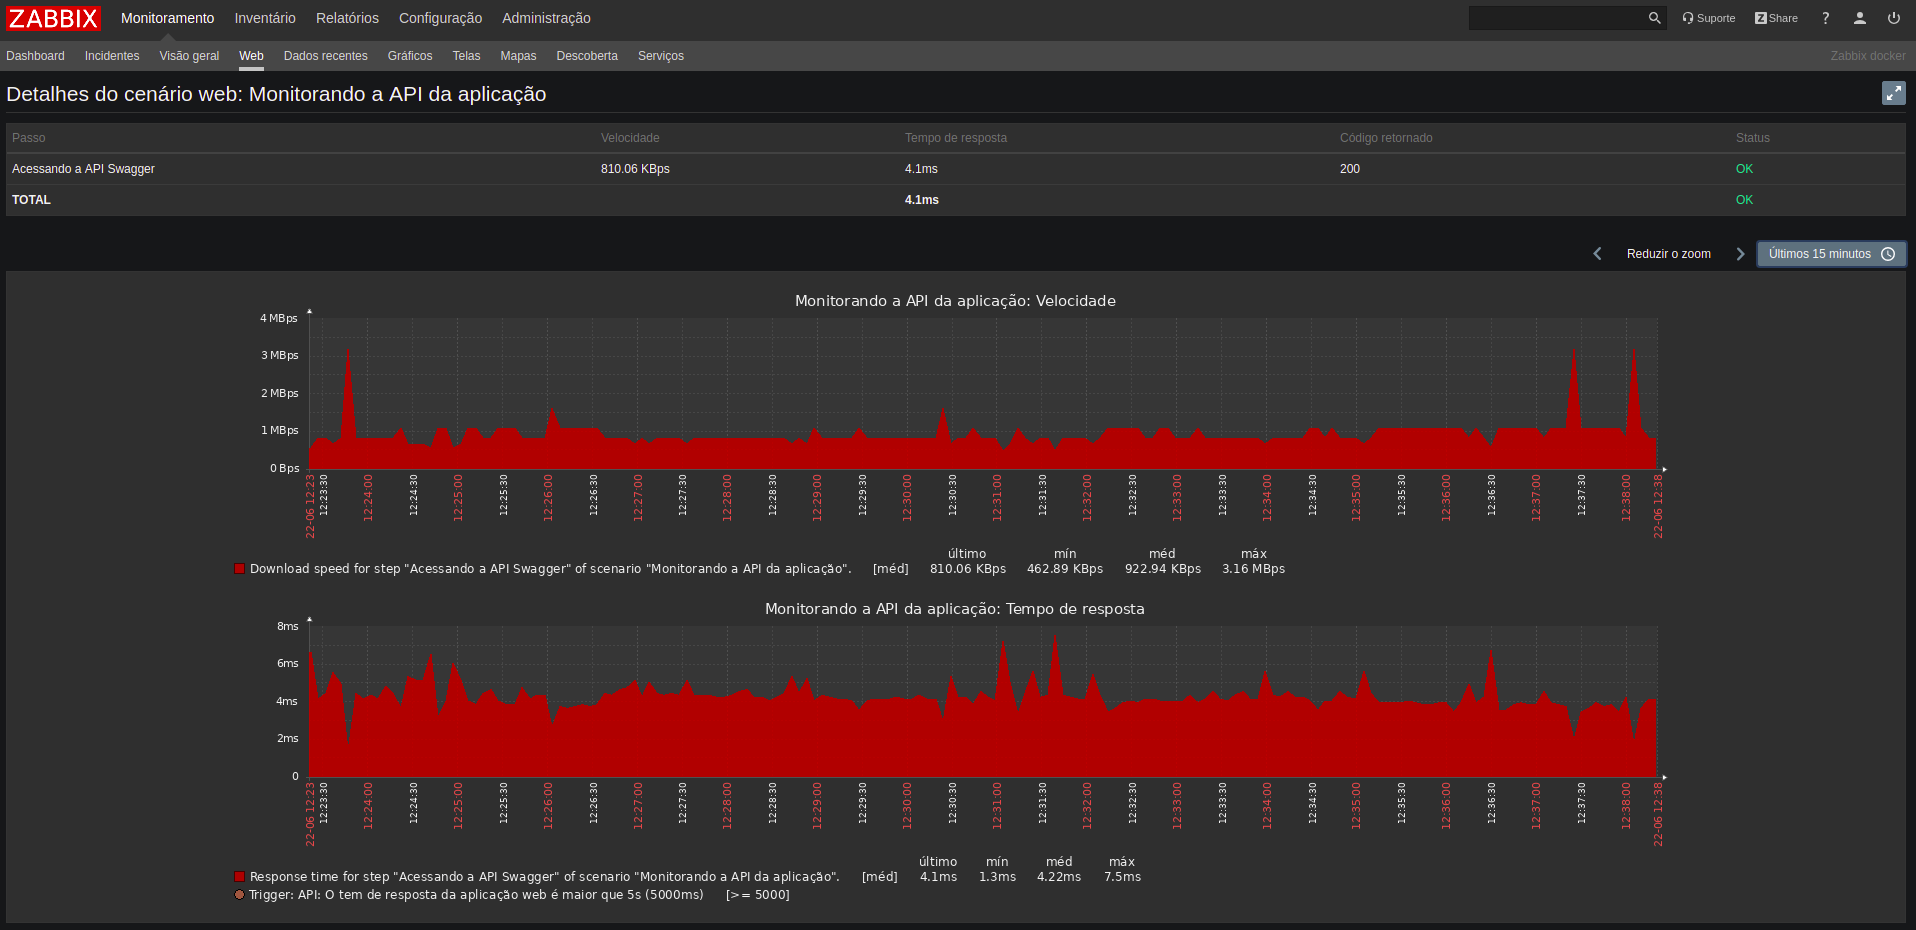 ZABBIX Monitoramento Inventário Relatórios Configuração Administração Suporte Z Share ?
Dashboard Incidentes Visão geral Web Dados recentes Gráficos Telas Mapas Descoberta Serviços Zabbix docker
Detalhes do cenário web: Monitorando a API da aplicação
Passo Velocidade Tempo de resposta Código retornado Status
Acessando a API Swagger 810.06 KBps 4.1ms 200 OK
TOTAL 4.1ms OK
Reduzir o zoom Últimos 15 minutos
Monitorando a API da aplicação: Velocidade
4 MBps
3 MBps
2 MBps
1 MBps
0 Bps
22-06 12:23 12:23:30 12:24:00 12:24:30 12:25:00 12:25:30 12:26:00 12:26:30 12:27:00 12:27:30 12:28:00 12:28:30 12:29:00 12:29:30 12:30:00 12:30:30 12:31:00 12:31:30 12:32:00 12:32:30 12:33:00 12:33:30 12:34:00 12:34:30 12:35:00 12:35:30 12:36:00 12:36:30 12:37:00 12:37:30 12:38:00 22-06 12:38
último mín méd máx
Download speed for step "Acessando a API Swagger" of scenario "Monitorando a API da aplicação". [méd] 810.06 KBps 462.89 KBps 922.94 KBps 3.16 MBps
Monitorando a API da aplicação: Tempo de resposta
8ms
6ms
4ms
2ms
0
22-06 12:23 12:23:30 12:24:00 12:24:30 12:25:00 12:25:30 12:26:00 12:26:30 12:27:00 12:27:30 12:28:00 12:28:30 12:29:00 12:29:30 12:30:00 12:30:30 12:31:00 12:31:30 12:32:00 12:32:30 12:33:00 12:33:30 12:34:00 12:34:30 12:35:00 12:35:30 12:36:00 12:36:30 12:37:00 12:37:30 12:38:00 22-06 12:38
último mín méd máx
Response time for step "Acessando a API Swagger" of scenario "Monitorando a API da aplicação". [méd] 4.1ms 1.3ms 4.22ms 7.5ms
Trigger: API: O tem de resposta da aplicação web é maior que 5s (5000ms) [>= 5000]